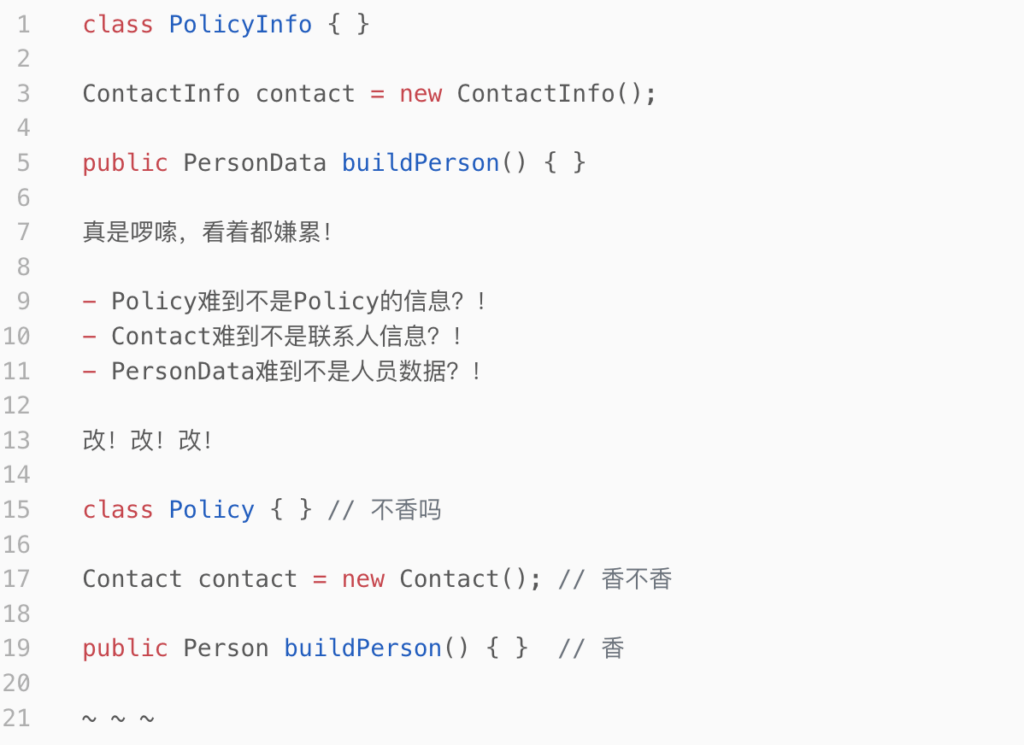 1 class PolicyInfo { }
2
3 ContactInfo contact = new ContactInfo();
4
5 public PersonData buildPerson() { }
6
7 真是啰嗦，看着都嫌累！
8
9 - Policy难到不是Policy的信息？！
10 - Contact难到不是联系人信息？！
11 - PersonData难到不是人员数据？！
12
13 改！改！改！
14
15 class Policy { } // 不香吗
16
17 Contact contact = new Contact(); // 香不香
18
19 public Person buildPerson() { }  // 香
20
21 ~ ~ ~